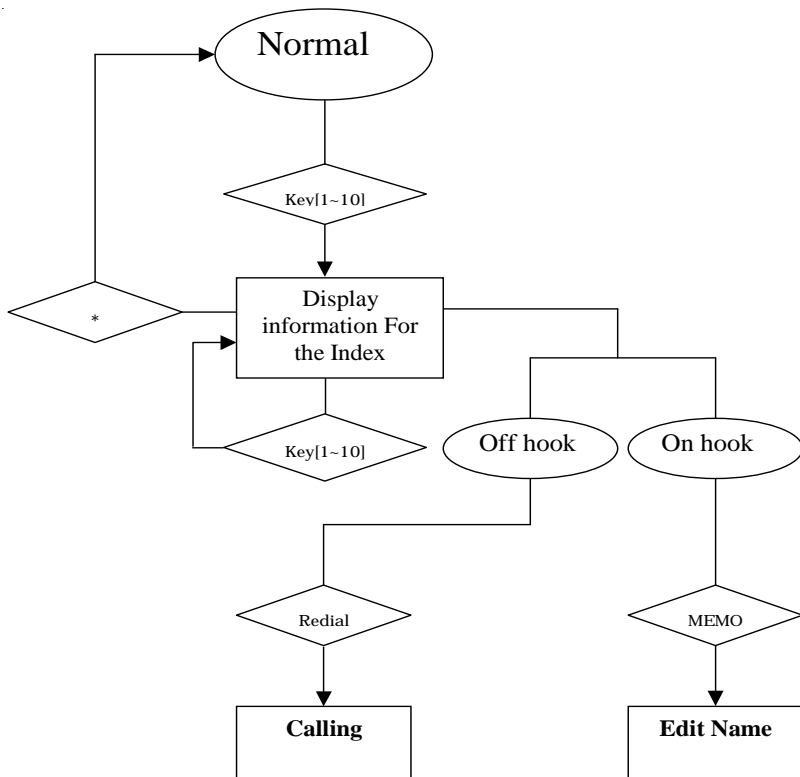 Normal
Key[1~10]
Display
information For
the Index
*
Key[1~10]
Off hook
On hook
Redial
MEMO
Calling
Edit Name